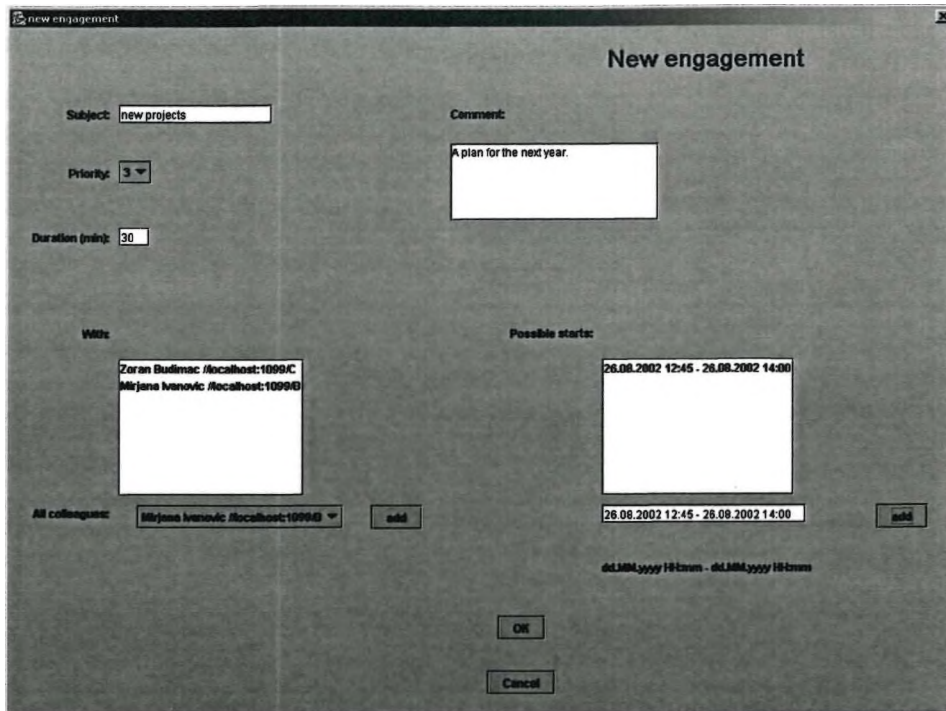 new engagement
New engagement
Subject: new projects
Comment:
A plan for the next year.
Priority: 3
Duration (min): 30
With:
Possible starts:
Zoran Budimac //localhost:1099/C
Mirjana Ivanovic //localhost:1099/B
26.08.2002 12:45 - 26.08.2002 14:00
All colleagues: Mirjana Ivanovic //localhost:1099/B add
26.08.2002 12:45 - 26.08.2002 14:00 add
dd.MM.yyyy HH:mm - dd.MM.yyyy HH:mm
OK
Cancel